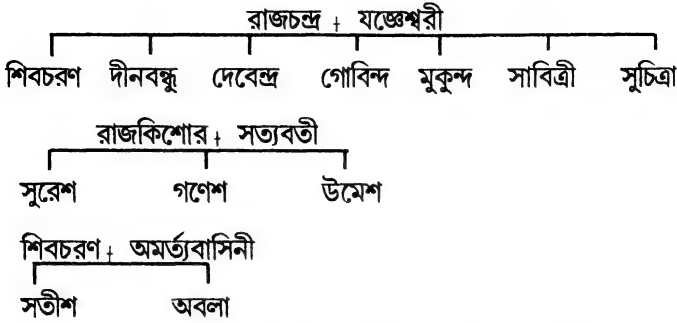 রাজচন্দ্র + যজ্ঞেশ্বরী
শিবচরণ দীনবন্ধু দেবেন্দ্র গোবিন্দ মুকুন্দ সাবিত্রী সুচিত্রা
রাজকিশোর + সত্যবতী
সুরেশ গণেশ উমেশ
শিবচরণ + অমর্ত্যবাসিনী
সতীশ অবলা